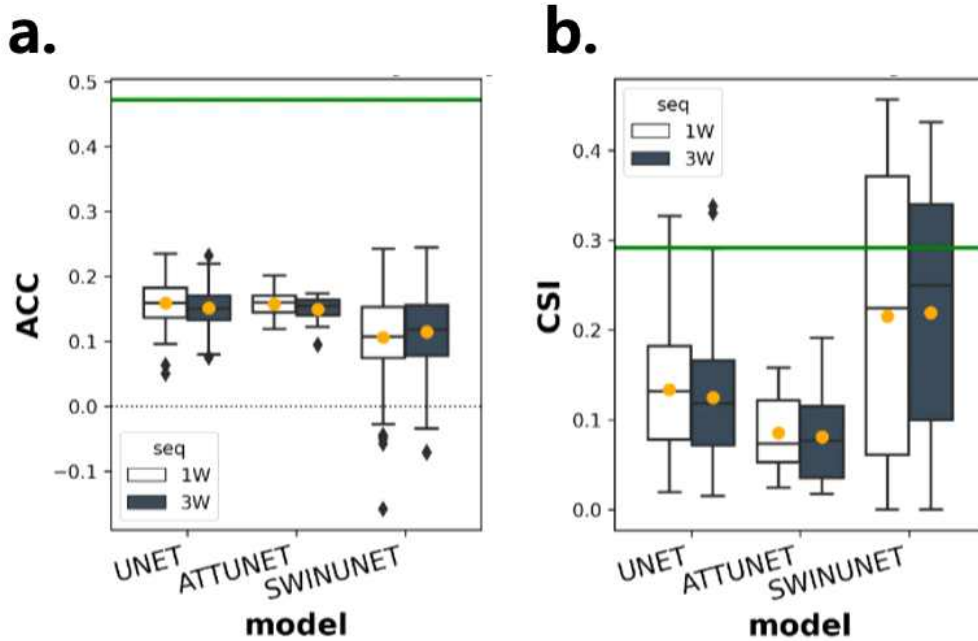 a.
0.5
0.4
0.3
0.2
0.1
0.0
−0.1
ACC
seq
1W
3W
UNET
ATTUNET
SWINUNET
model
b.
0.4
0.3
0.2
0.1
0.0
CSI
seq
1W
3W
UNET
ATTUNET
SWINUNET
model